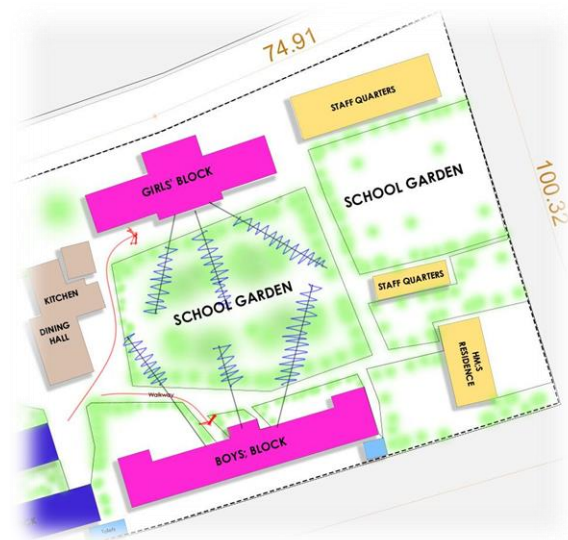 74.91
STAFF QUARTERS
GIRLS' BLOCK
100.32
SCHOOL GARDEN
KITCHEN
STAFF QUARTERS
SCHOOL GARDEN
DINING
HALL
HM;S
RESIDENCE
Walkway
BOYS; BLOCK